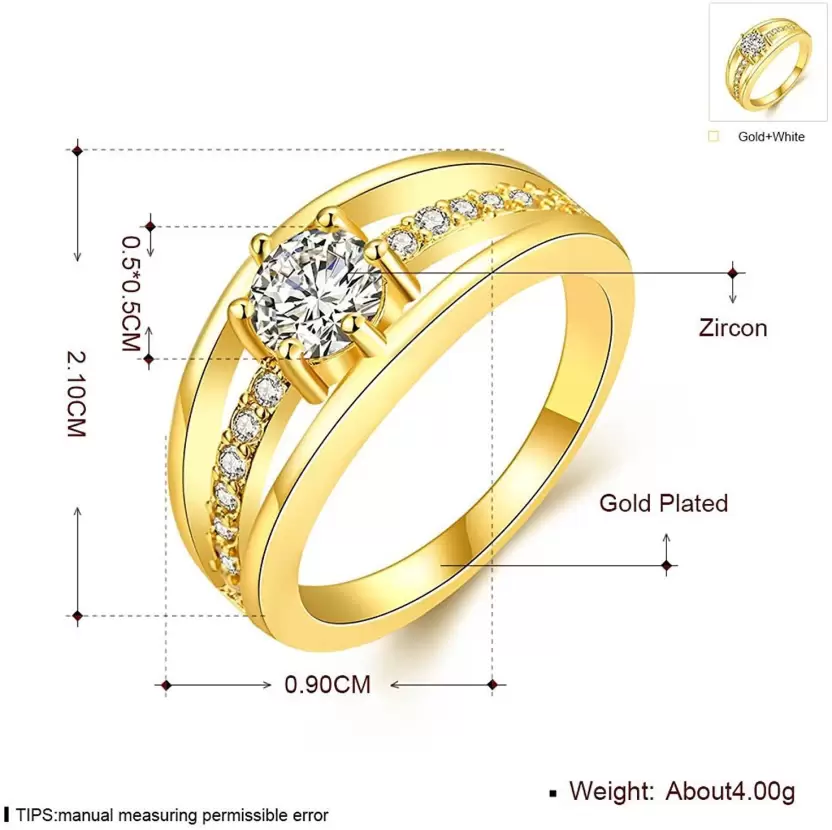 Gold+White
0.5*0.5CM
2.10CM
Zircon
Gold Plated
0.90CM
Weight: About4.00g
TIPS:manual measuring permissible error